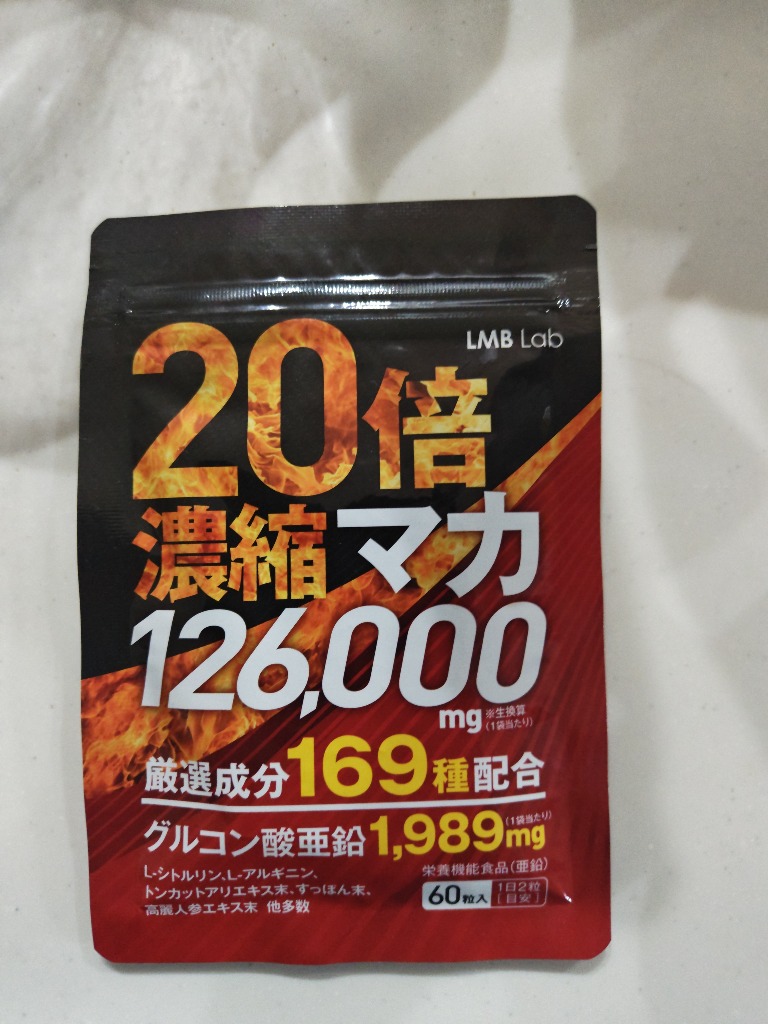 LMB Lab
20倍
濃縮マカ
126,000
mg ※生換算
(1袋当たり)
厳選成分169種配合
グルコン酸亜鉛1,989mg
(1袋当たり)
L-シトルリン、L-アルギニン、
トンカットアリエキス末、すっぽん末、
高麗人参エキス末 他多数
栄養機能食品(亜鉛)
60粒入
1日2粒
[目安]